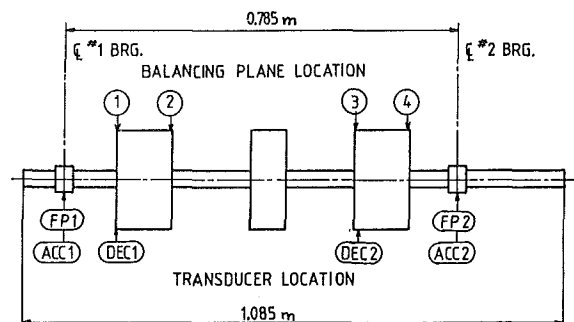 0.785 m
℄ #1 BRG.
℄ #2 BRG.
BALANCING PLANE LOCATION
1 2 3 4
FP1 FP2
ACC1 DEC1 DEC2 ACC2
TRANSDUCER LOCATION
1.085 m